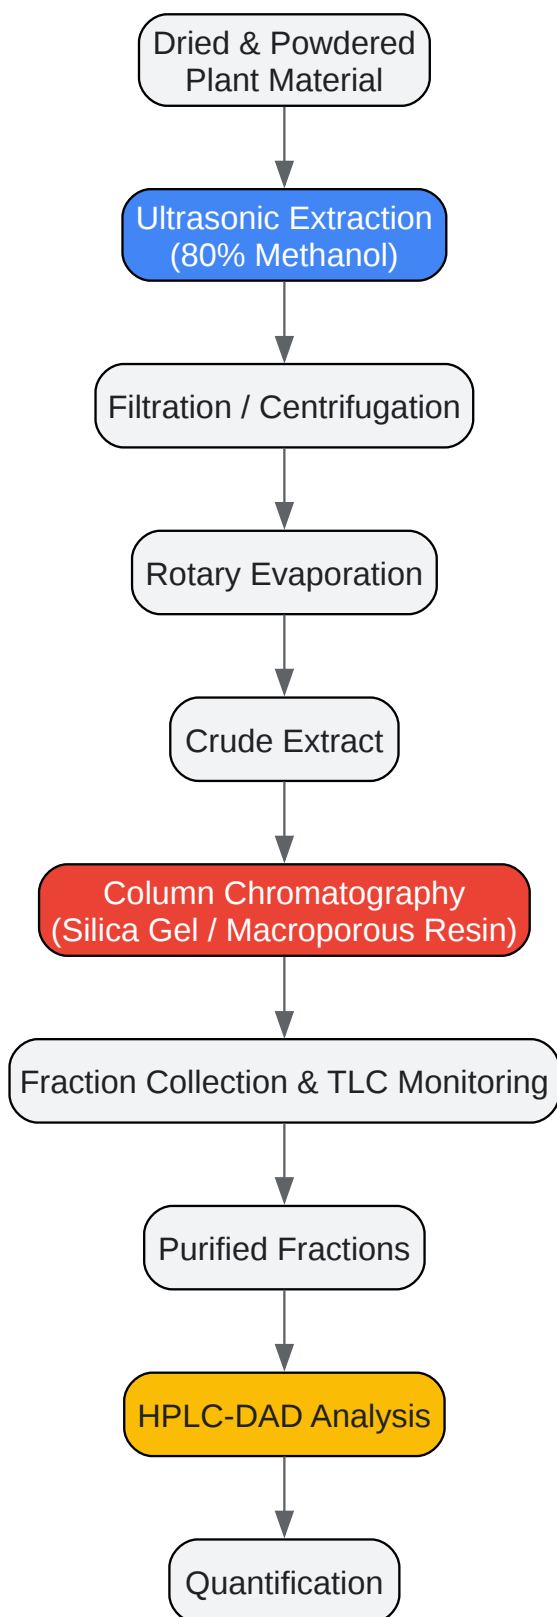 Dried & Powdered
Plant Material
Ultrasonic Extraction
(80% Methanol)
Filtration / Centrifugation
Rotary Evaporation
Crude Extract
Column Chromatography
(Silica Gel / Macroporous Resin)
Fraction Collection & TLC Monitoring
Purified Fractions
HPLC-DAD Analysis
Quantification